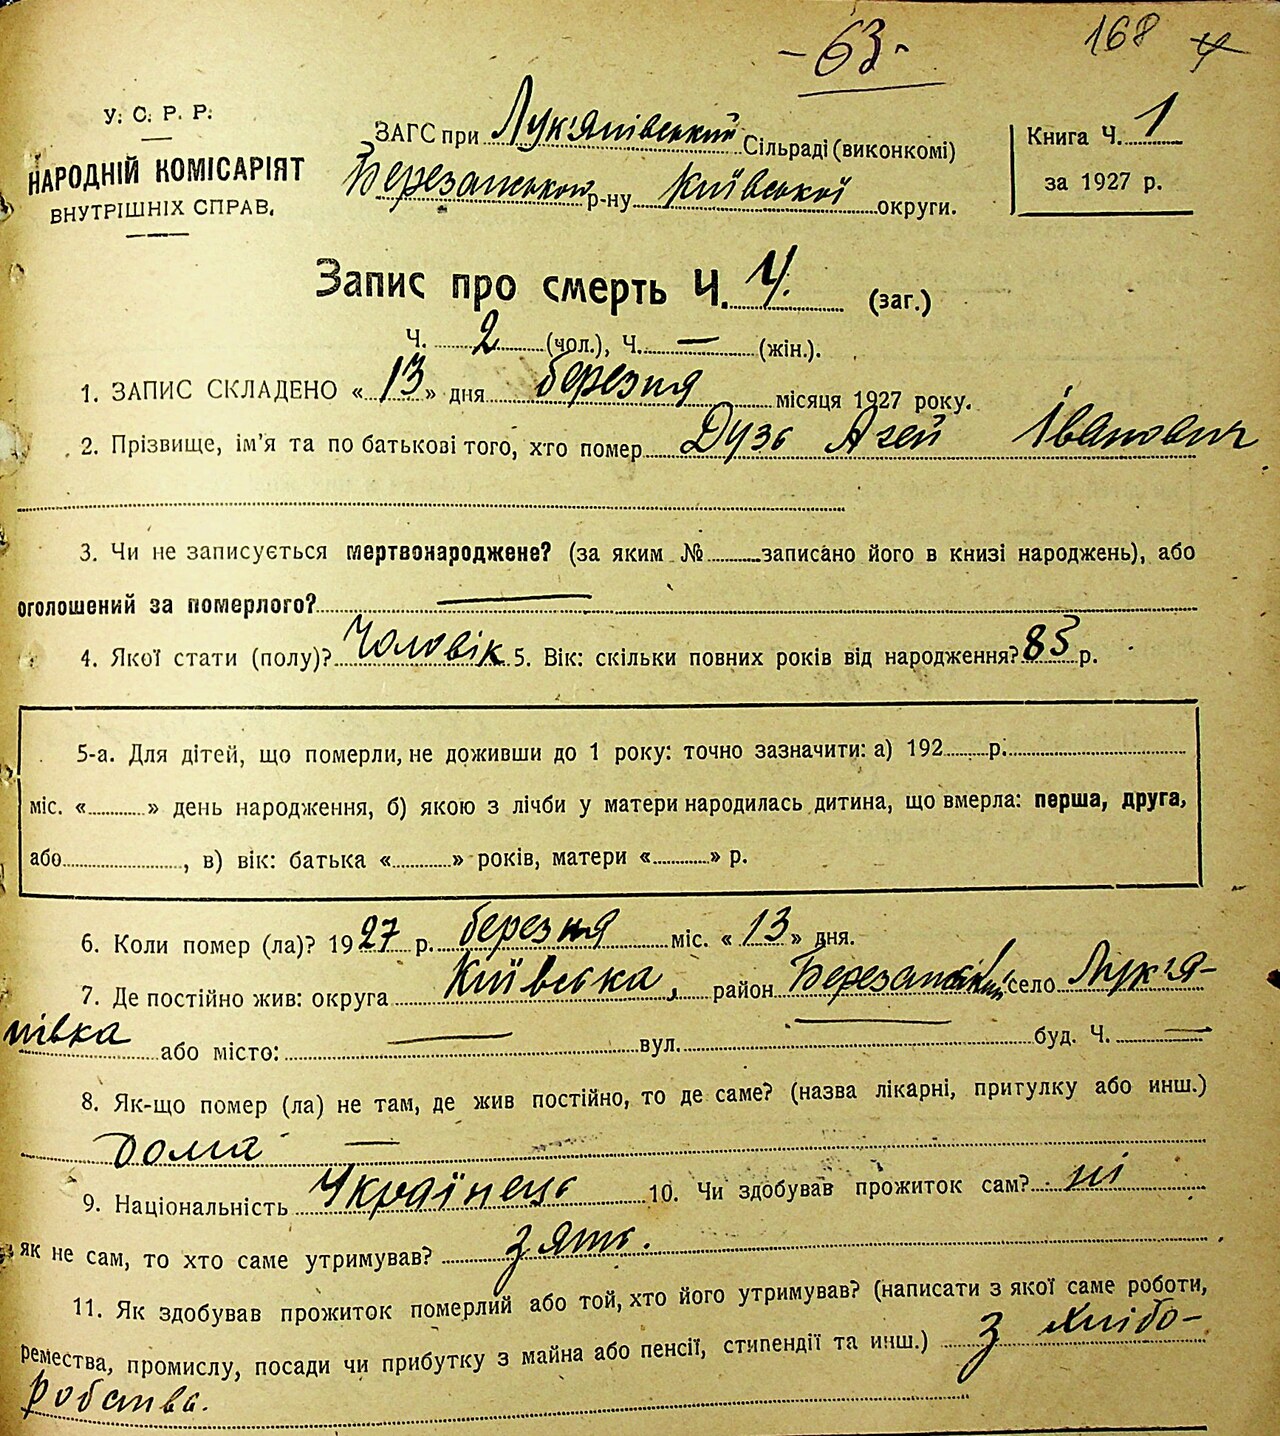 - 63 -
168 4
У. С. Р. Р.
НАРОДНІЙ КОМІСАРІЯТ
ВНУТРІШНІХ СПРАВ.
ЗАГС при Лук'янівський Сільраді (виконкомі)
Березанського р-ну Київської округи.
Книга Ч. 1
за 1927 р.
Запис про смерть Ч. 4. (заг.)
Ч. 2 (чол.), Ч. — (жін.).
1. ЗАПИС СКЛАДЕНО « 13 » дня березня місяця 1927 року.
2. Прізвище, ім'я та по батькові того, хто помер Дузь Агей Іванович
3. Чи не записується мертвонароджене? (за яким № записано його в книзі народжень), або
оголошений за померлого? —
4. Якої стати (полу)? Чоловік 5. Вік: скільки повних років від народження? 83 р.
5-а. Для дітей, що померли, не доживши до 1 року: точно зазначити: а) 192 р.
міс. « » день народження, б) якою з лічби у матери народилась дитина, що вмерла: перша, друга,
або , в) вік: батька « » років, матери « » р.
6. Коли помер (ла)? 1927 р. березня міс. « 13 » дня.
7. Де постійно жив: округа Київська, район Березанський село Лук'я-
нівка або місто: — вул. — буд. Ч. —
8. Як-що помер (ла) не там, де жив постійно, то де саме? (назва лікарні, пригулку або инш.)
дома —
9. Національність Українець 10. Чи здобував прожиток сам? ні
як не сам, то хто саме утримував? зять.
11. Як здобував прожиток померлий або той, хто його утримував? (написати з якої саме роботи,
ремества, промислу, посади чи прибутку з майна або пенсії, стипендії та инш.) З хлібо-
робства.